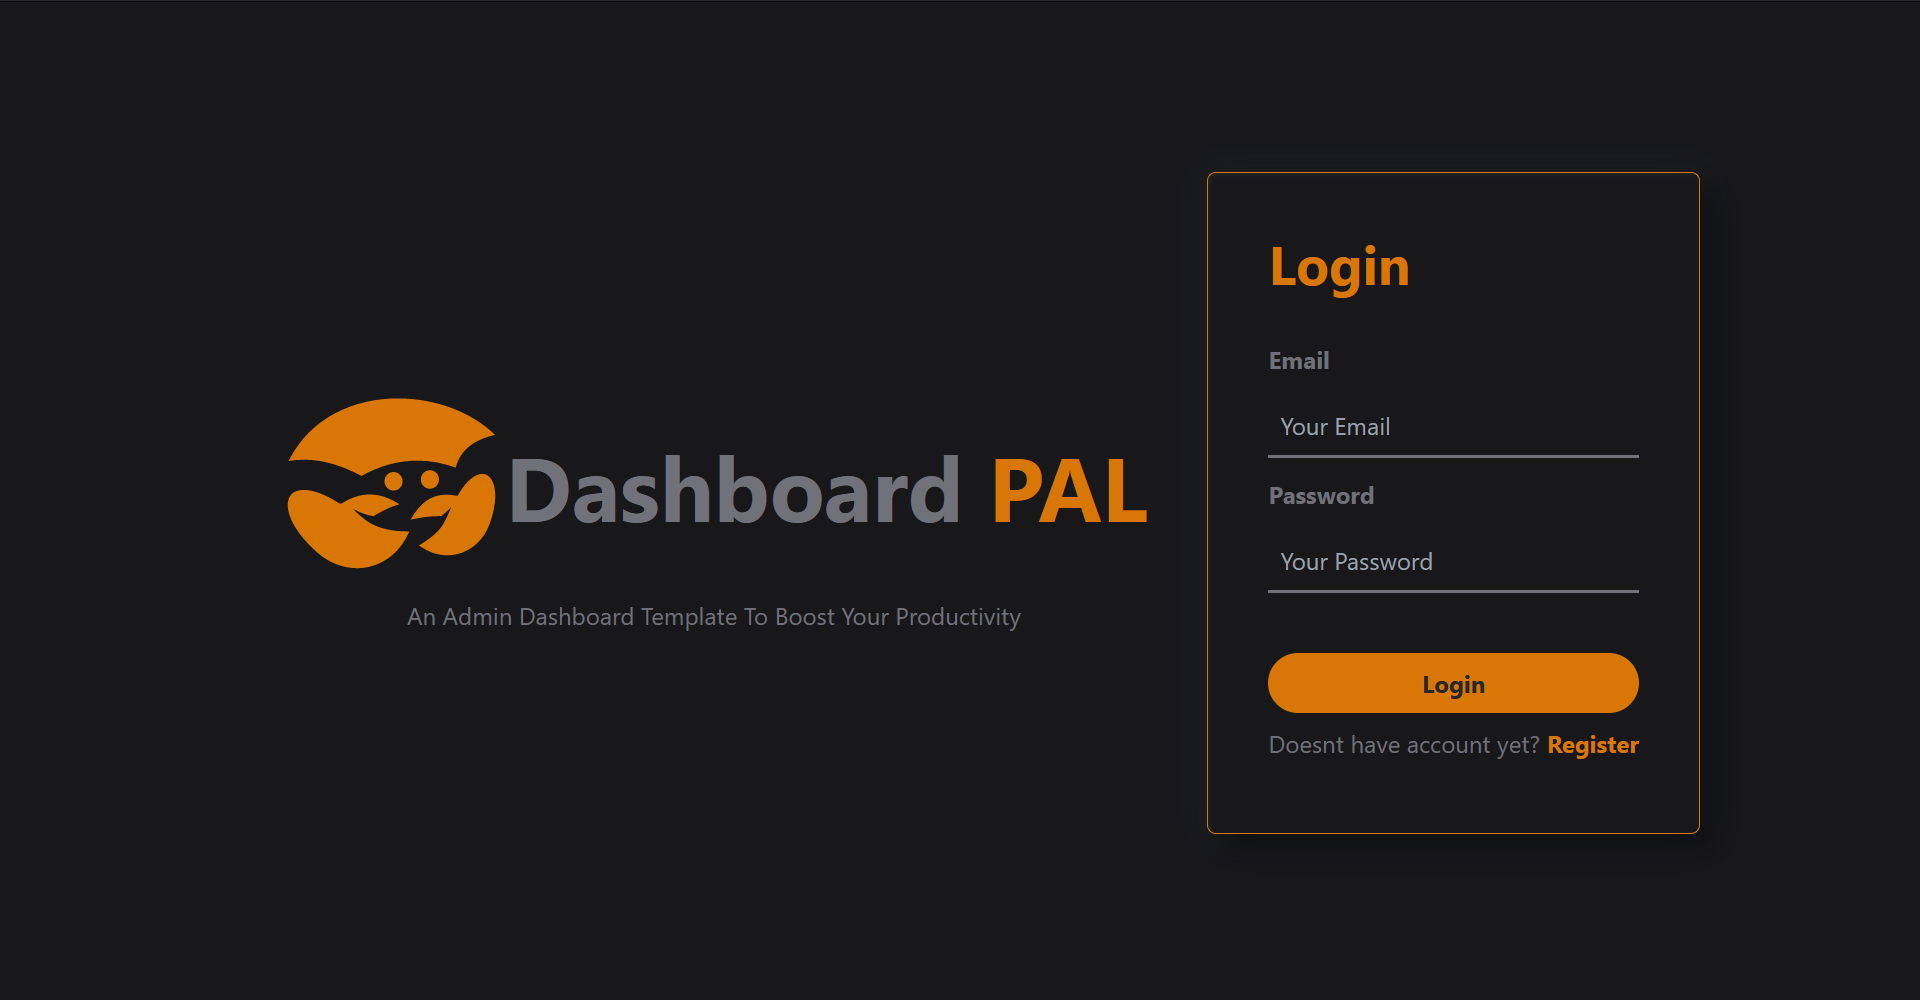 Dashboard PAL
An Admin Dashboard Template To Boost Your Productivity
Login
Email
Your Email
Password
Your Password
Login
Doesnt have account yet? Register